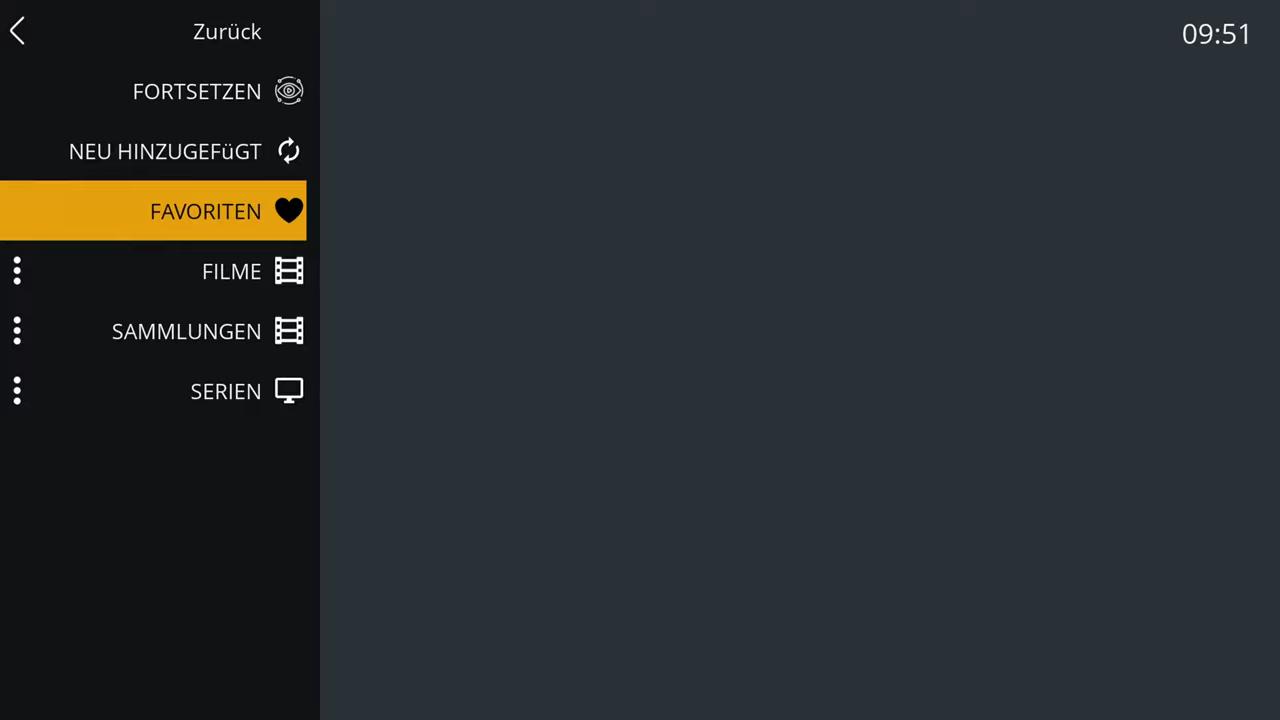 Zurück
09:51
FORTSETZEN
NEU HINZUGEFüGT
FAVORITEN
FILME
SAMMLUNGEN
SERIEN